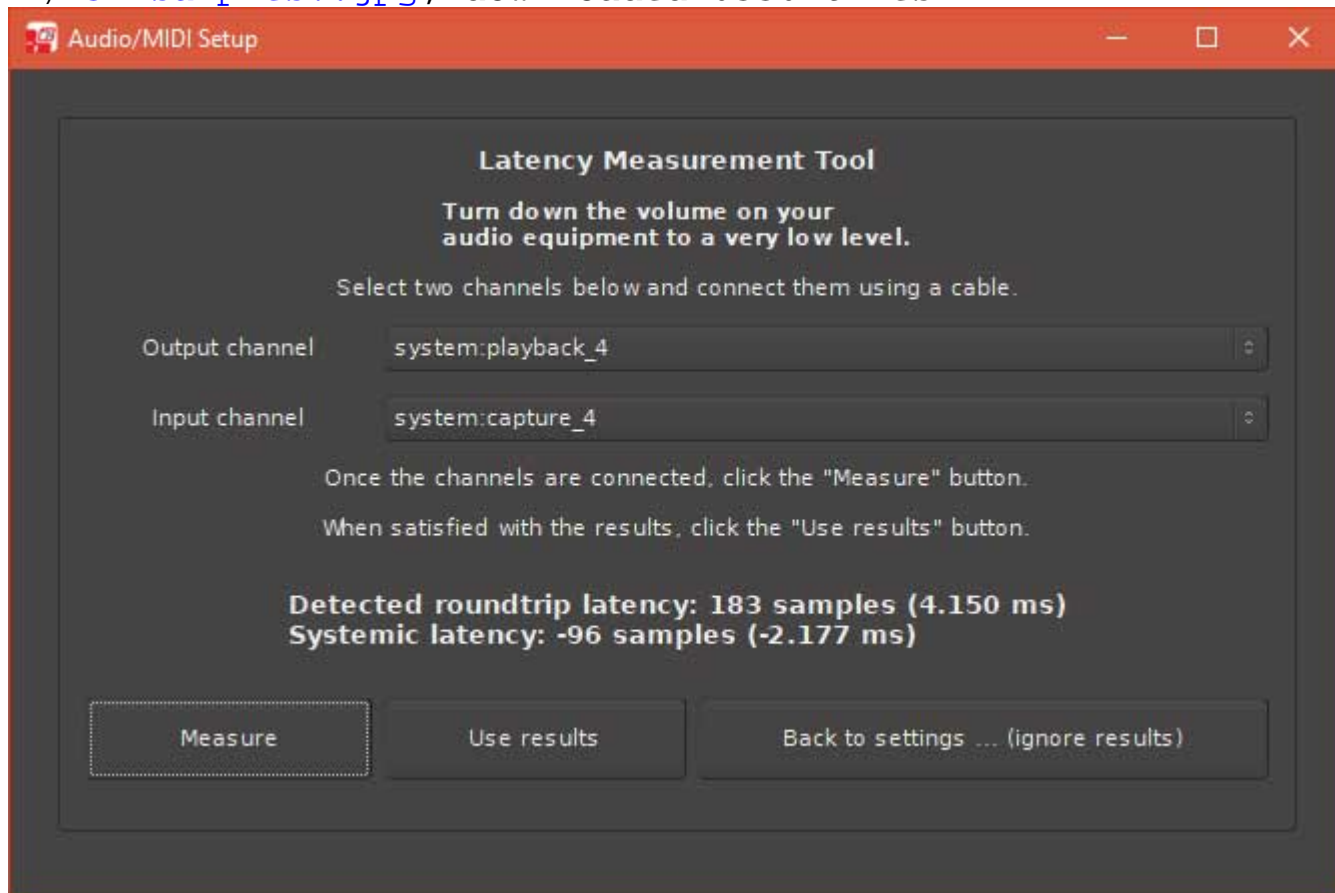 Audio/MIDI Setup
Latency Measurement Tool
Turn down the volume on your
audio equipment to a very low level.
Select two channels below and connect them using a cable.
Output channel system:playback_4
Input channel system:capture_4
Once the channels are connected, click the "Measure" button.
When satisfied with the results, click the "Use results" button.
Detected roundtrip latency: 183 samples (4.150 ms)
Systemic latency: -96 samples (-2.177 ms)
Measure Use results Back to settings ... (ignore results)